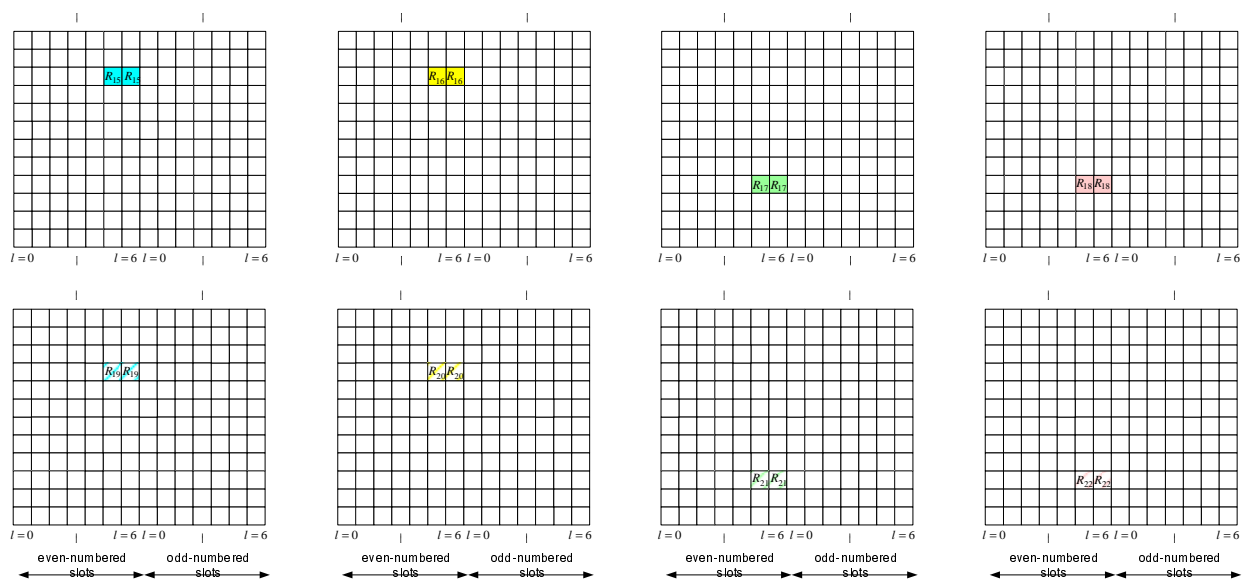 R15 R15 R16 R16
R17 R17 R18 R18
l = 0 l = 6 l = 0 l = 6 l = 0 l = 6 l = 0 l = 6 l = 0 l = 6 l = 0 l = 6 l = 0 l = 6 l = 0 l = 6
R19 R19 R20 R20
R21 R21 R22 R22
l = 0 l = 6 l = 0 l = 6 l = 0 l = 6 l = 0 l = 6 l = 0 l = 6 l = 0 l = 6 l = 0 l = 6 l = 0 l = 6
even-numbered odd-numbered even-numbered odd-numbered even-numbered odd-numbered even-numbered odd-numbered
slots slots slots slots slots slots slots slots